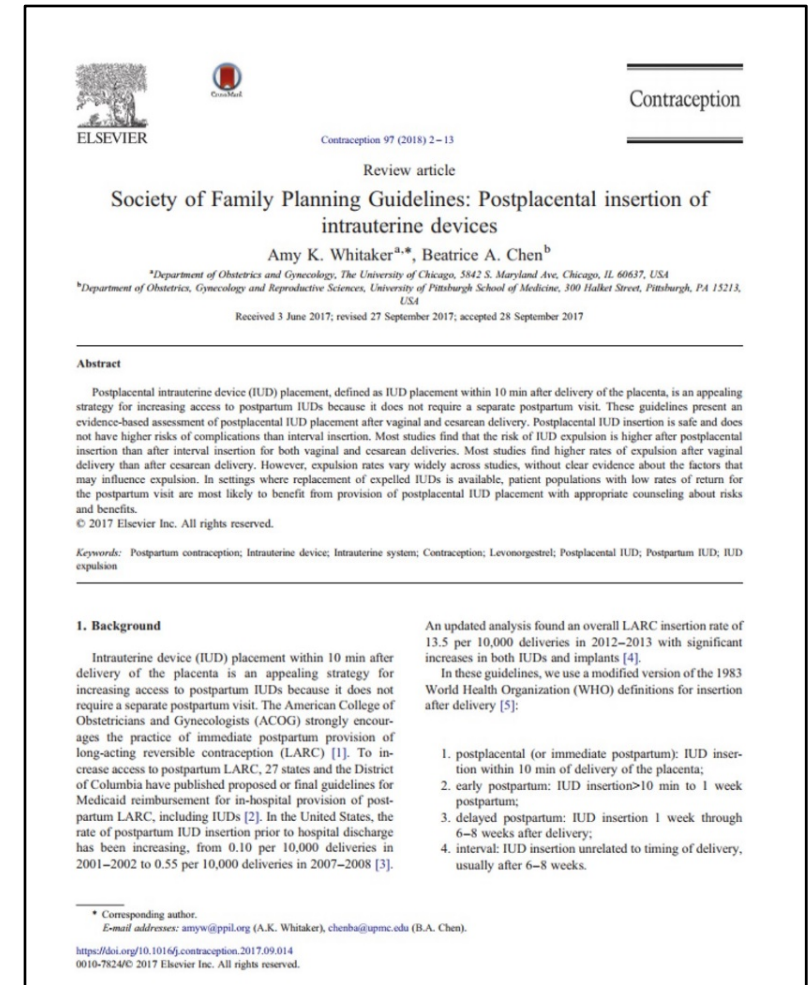 ELSEVIER
CrossMark
Contraception
Contraception 97 (2018) 2–13
Review article
Society of Family Planning Guidelines: Postplacental insertion of
intrauterine devices
Amy K. Whitakerᵃ,*, Beatrice A. Chenᵇ
ᵃDepartment of Obstetrics and Gynecology, The University of Chicago, 5842 S. Maryland Ave, Chicago, IL 60637, USA
ᵇDepartment of Obstetrics, Gynecology and Reproductive Sciences, University of Pittsburgh School of Medicine, 300 Halket Street, Pittsburgh, PA 15213,
USA
Received 3 June 2017; revised 27 September 2017; accepted 28 September 2017
Abstract
Postplacental intrauterine device (IUD) placement, defined as IUD placement within 10 min after delivery of the placenta, is an appealing
strategy for increasing access to postpartum IUDs because it does not require a separate postpartum visit. These guidelines present an
evidence-based assessment of postplacental IUD placement after vaginal and cesarean delivery. Postplacental IUD insertion is safe and does
not have higher risks of complications than interval insertion. Most studies find that the risk of IUD expulsion is higher after postplacental
insertion than after interval insertion for both vaginal and cesarean deliveries. Most studies find higher rates of expulsion after vaginal
delivery than after cesarean delivery. However, expulsion rates vary widely across studies, without clear evidence about the factors that
may influence expulsion. In settings where replacement of expelled IUDs is available, patient populations with low rates of return for
the postpartum visit are most likely to benefit from provision of postplacental IUD placement with appropriate counseling about risks
and benefits.
© 2017 Elsevier Inc. All rights reserved.
Keywords: Postpartum contraception; Intrauterine device; Intrauterine system; Contraception; Levonorgestrel; Postplacental IUD; Postpartum IUD; IUD
expulsion
1. Background
Intrauterine device (IUD) placement within 10 min after
delivery of the placenta is an appealing strategy for
increasing access to postpartum IUDs because it does not
require a separate postpartum visit. The American College of
Obstetricians and Gynecologists (ACOG) strongly encour-
ages the practice of immediate postpartum provision of
long-acting reversible contraception (LARC) [1]. To in-
crease access to postpartum LARC, 27 states and the District
of Columbia have published proposed or final guidelines for
Medicaid reimbursement for in-hospital provision of post-
partum LARC, including IUDs [2]. In the United States, the
rate of postpartum IUD insertion prior to hospital discharge
has been increasing, from 0.10 per 10,000 deliveries in
2001–2002 to 0.55 per 10,000 deliveries in 2007–2008 [3].
An updated analysis found an overall LARC insertion rate of
13.5 per 10,000 deliveries in 2012–2013 with significant
increases in both IUDs and implants [4].
In these guidelines, we use a modified version of the 1983
World Health Organization (WHO) definitions for insertion
after delivery [5]:
1. postplacental (or immediate postpartum): IUD inser-
tion within 10 min of delivery of the placenta;
2. early postpartum: IUD insertion>10 min to 1 week
postpartum;
3. delayed postpartum: IUD insertion 1 week through
6–8 weeks after delivery;
4. interval: IUD insertion unrelated to timing of delivery,
usually after 6–8 weeks.
* Corresponding author.
E-mail addresses: amyw@ppil.org (A.K. Whitaker), chenba@upmc.edu (B.A. Chen).
https://doi.org/10.1016/j.contraception.2017.09.014
0010-7824/© 2017 Elsevier Inc. All rights reserved.